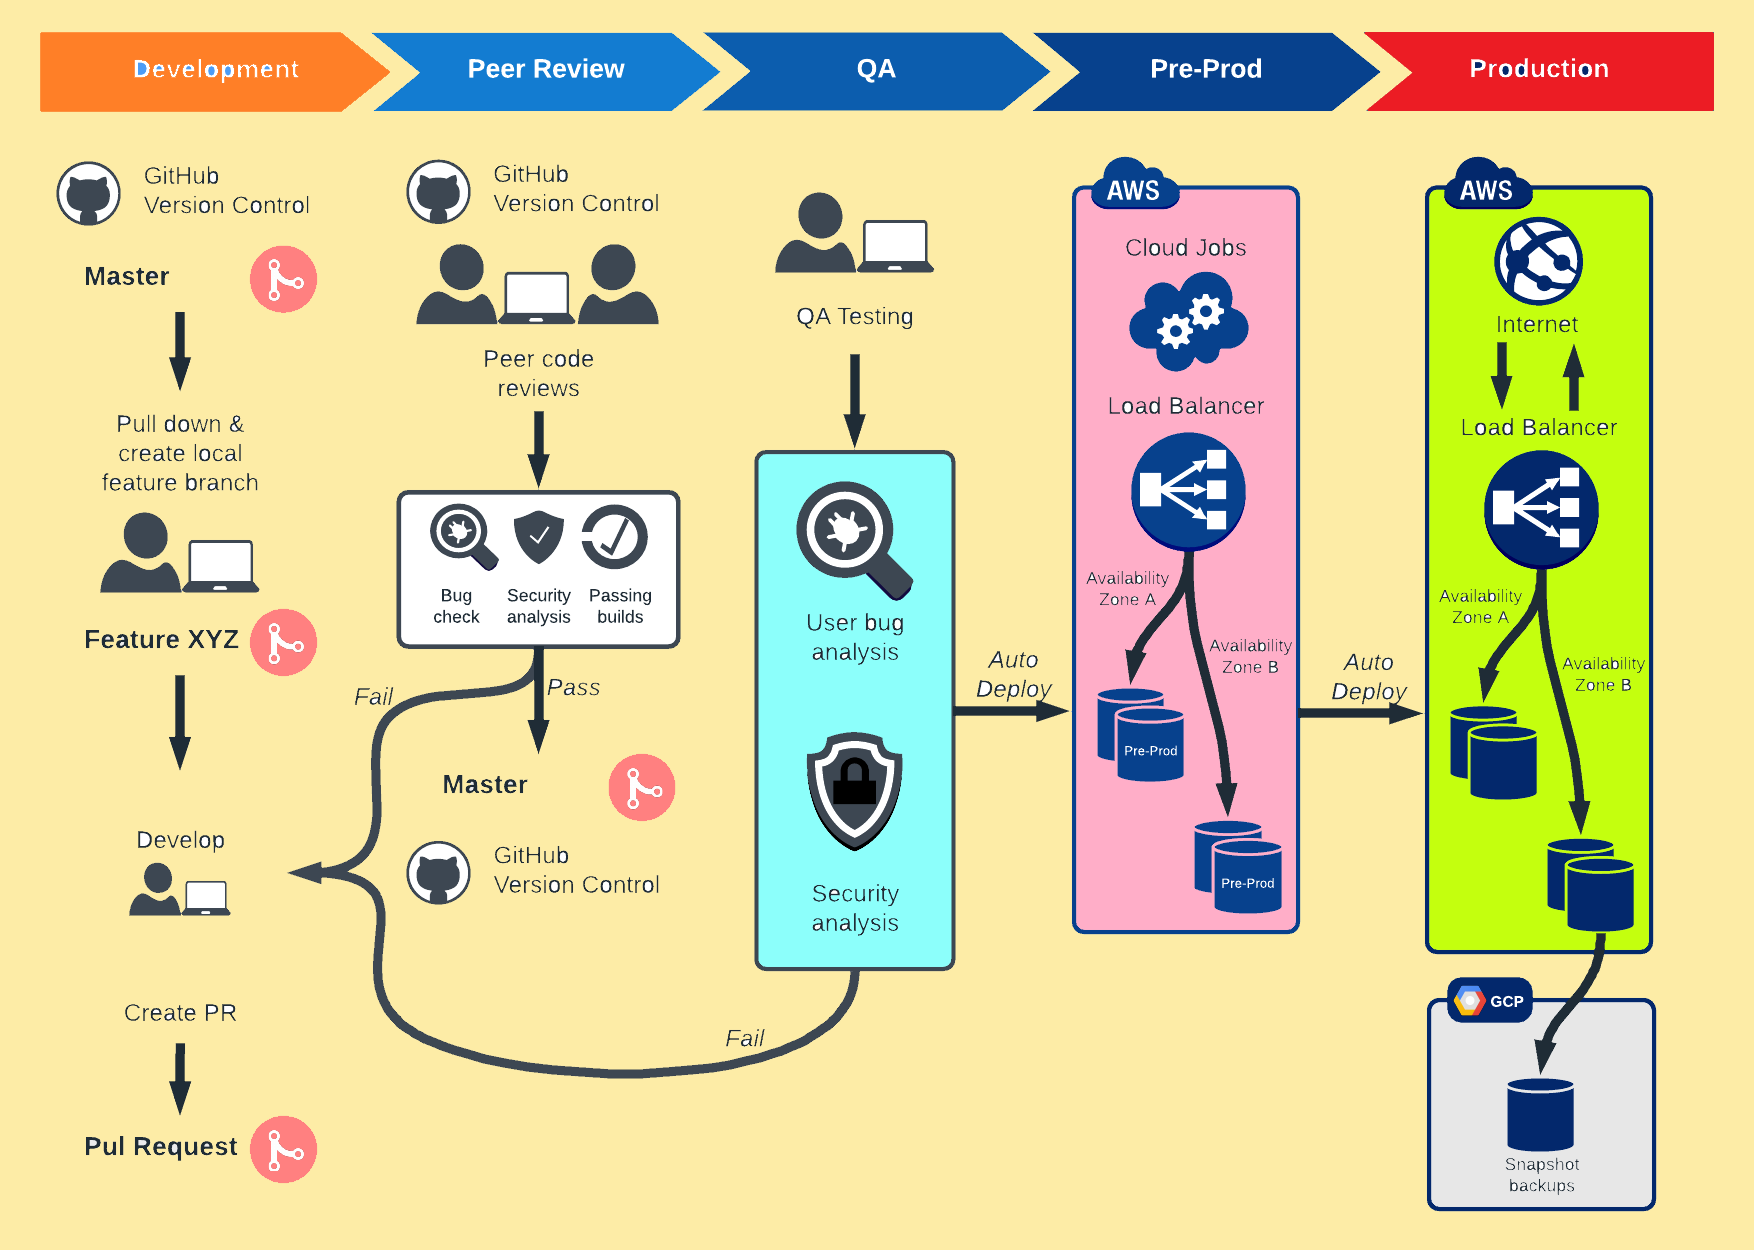 Development
Peer Review
QA
Pre-Prod
Production
GitHub
Version Control
Master
Pull down &
create local
feature branch
Feature XYZ
Develop
Create PR
Pul Request
GitHub
Version Control
Peer code
reviews
Bug
check
Security
analysis
Passing
builds
Fail
Pass
Master
GitHub
Version Control
QA Testing
User bug
analysis
Security
analysis
Fail
Auto
Deploy
AWS
Cloud Jobs
Load Balancer
Availability
Zone A
Availability
Zone B
Pre-Prod
Pre-Prod
Auto
Deploy
AWS
Internet
Load Balancer
Availability
Zone A
Availability
Zone B
GCP
Snapshot
backups